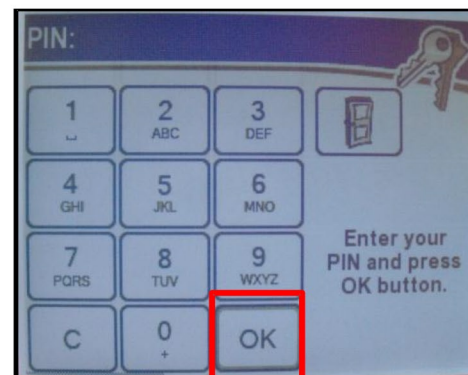 PIN:
1
␣
2
ABC
3
DEF
4
GHI
5
JKL
6
MNO
7
PQRS
8
TUV
9
WXYZ
C
0
+
OK
Enter your
PIN and press
OK button.